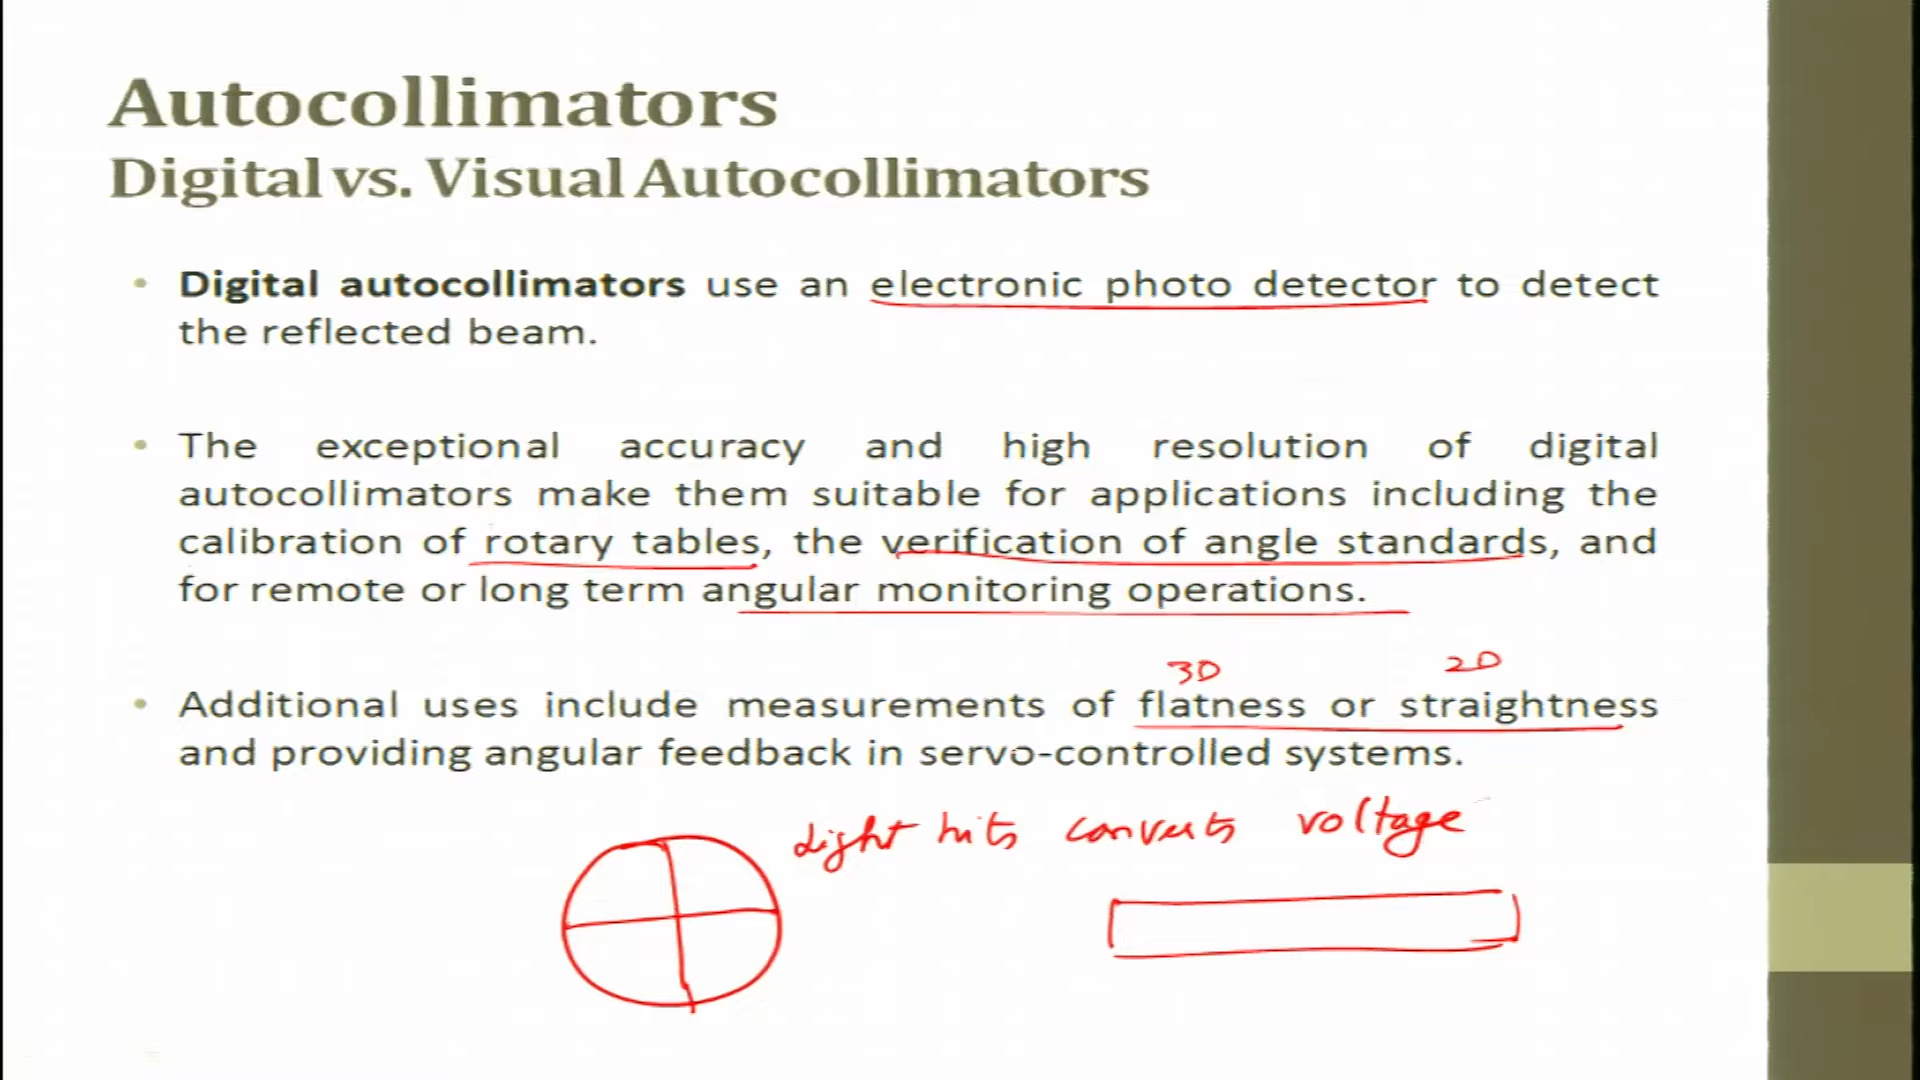 Autocollimators
Digital vs. Visual Autocollimators
• Digital autocollimators use an electronic photo detector to detect
the reflected beam.
• The exceptional accuracy and high resolution of digital
autocollimators make them suitable for applications including the
calibration of rotary tables, the verification of angle standards, and
for remote or long term angular monitoring operations.
3D 2D
• Additional uses include measurements of flatness or straightness
and providing angular feedback in servo-controlled systems.
Light hits converts voltage